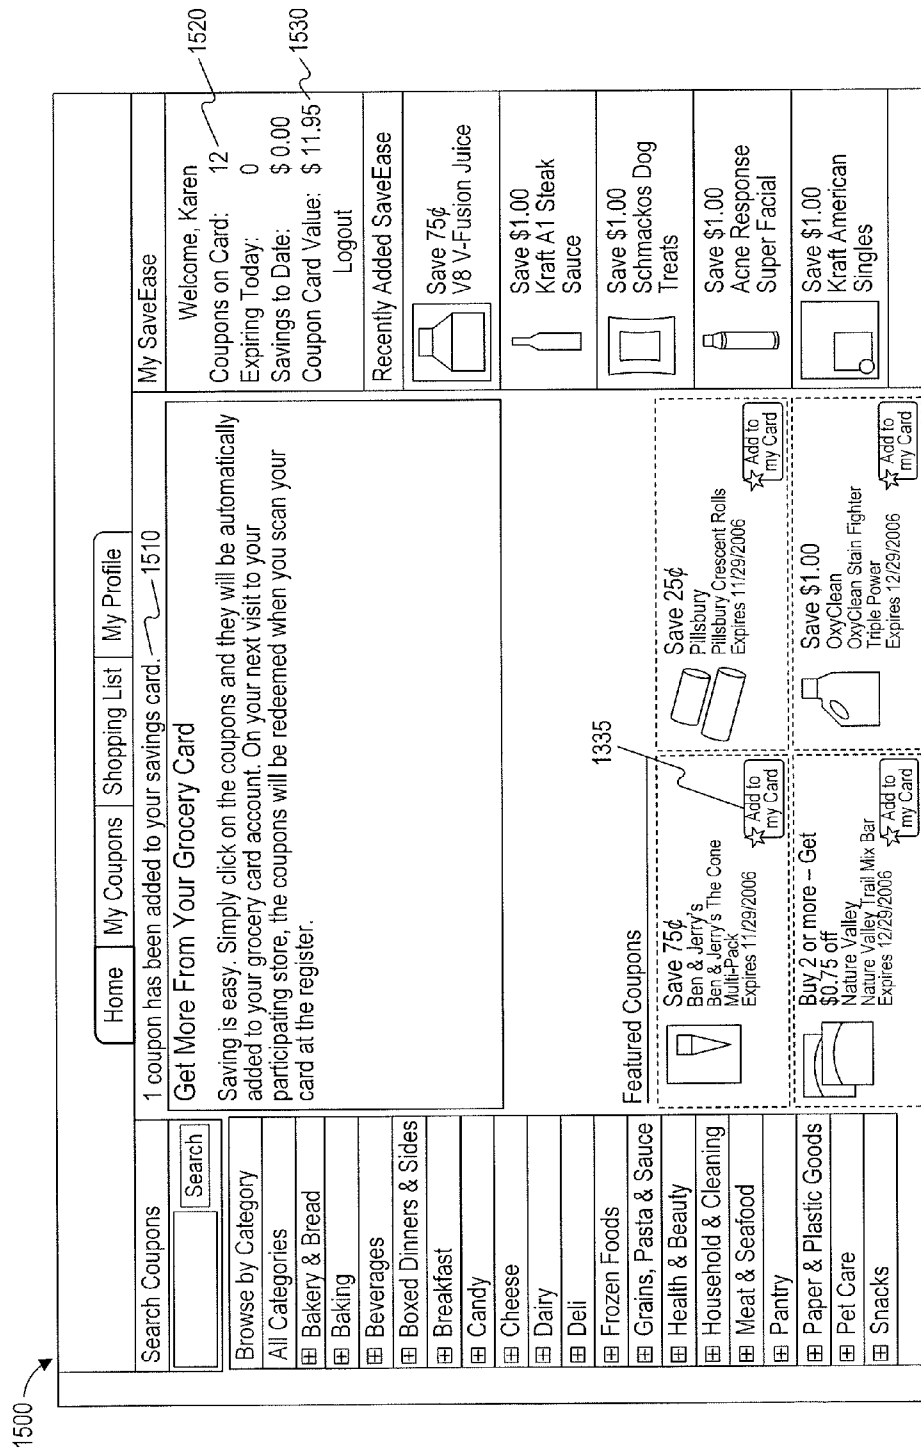 1500
Home
My Coupons
Shopping List
My Profile
Search Coupons
Search
Browse by Category
All Categories
Bakery & Bread
Baking
Beverages
Boxed Dinners & Sides
Breakfast
Candy
Cheese
Dairy
Deli
Frozen Foods
Grains, Pasta & Sauce
Health & Beauty
Household & Cleaning
Meat & Seafood
Pantry
Paper & Plastic Goods
Pet Care
Snacks
1 coupon has been added to your savings card.
1510
Get More From Your Grocery Card
Saving is easy. Simply click on the coupons and they will be automatically
added to your grocery card account. On your next visit to your
participating store, the coupons will be redeemed when you scan your
card at the register.
Featured Coupons
1335
Save 75¢
Ben & Jerry's
Ben & Jerry's The Cone
Multi-Pack
Expires 11/29/2006
Add to
my Card
Save 25¢
Pillsbury
Pillsbury Crescent Rolls
Expires 11/29/2006
Add to
my Card
Buy 2 or more – Get
$0.75 off
Nature Valley
Nature Valley Trail Mix Bar
Expires 12/29/2006
Add to
my Card
Save $1.00
OxyClean
OxyClean Stain Fighter
Triple Power
Expires 12/29/2006
Add to
my Card
My SaveEase
Welcome, Karen
Coupons on Card: 12
1520
Expiring Today: 0
Savings to Date: $ 0.00
Coupon Card Value: $ 11.95
1530
Logout
Recently Added SaveEase
Save 75¢
V8 V-Fusion Juice
Save $1.00
Kraft A1 Steak
Sauce
Save $1.00
Schmackos Dog
Treats
Save $1.00
Acne Response
Super Facial
Save $1.00
Kraft American
Singles